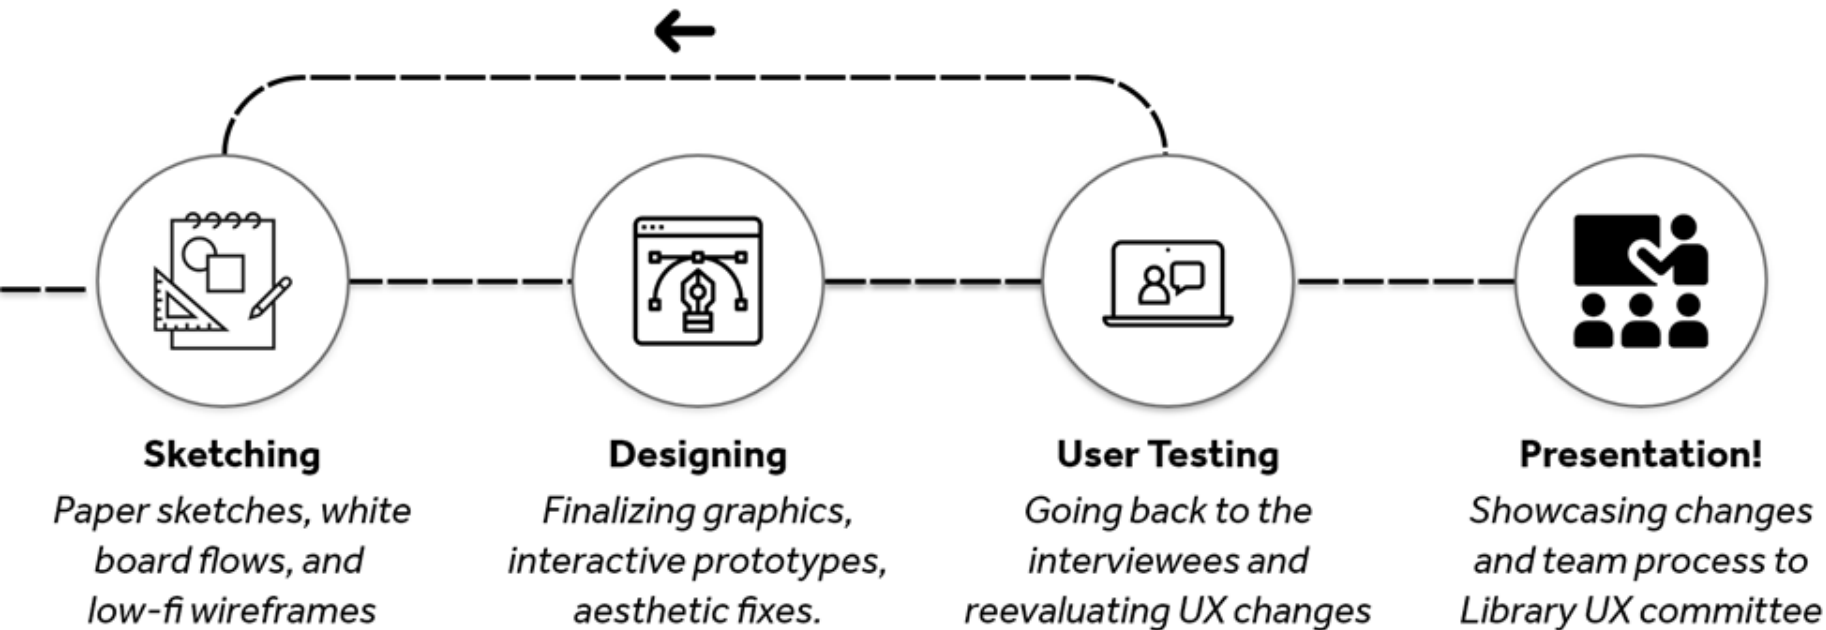 Sketching
Paper sketches, white
board flows, and
low-fi wireframes
Designing
Finalizing graphics,
interactive prototypes,
aesthetic fixes.
User Testing
Going back to the
interviewees and
reevaluating UX changes
Presentation!
Showcasing changes
and team process to
Library UX committee